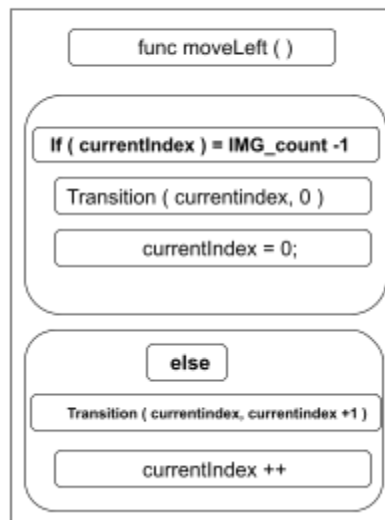 func moveLeft ( )
If ( currentIndex ) = IMG_count -1
Transition ( currentindex, 0 )
currentIndex = 0;
else
Transition ( currentindex, currentindex +1 )
currentIndex ++